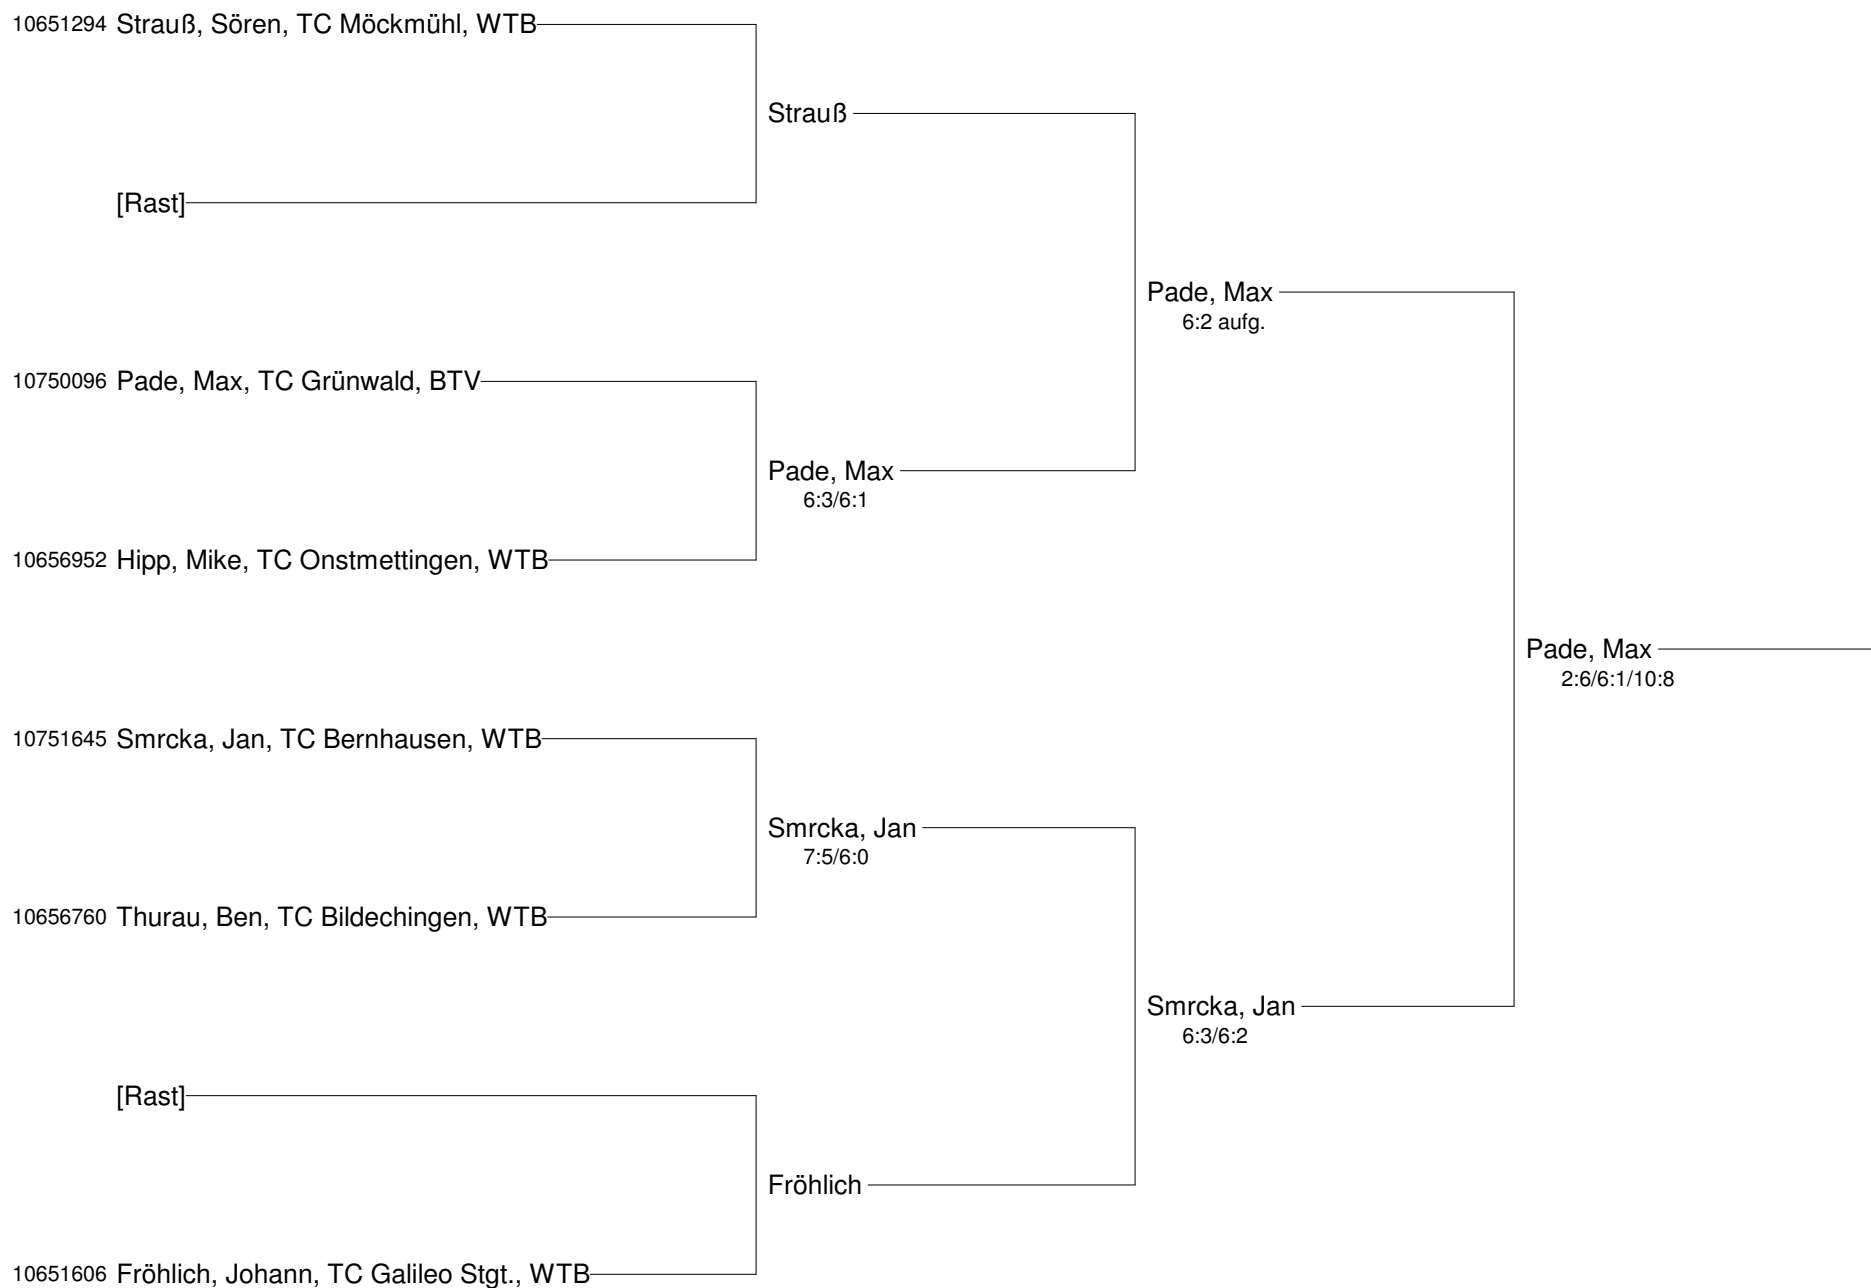 10651294 Strauß, Sören, TC Möckmühl, WTB
Strauß
[Rast]
Pade, Max
6:2 aufg.
10750096 Pade, Max, TC Grünwald, BTV
Pade, Max
6:3/6:1
10656952 Hipp, Mike, TC Onstmettingen, WTB
Pade, Max
2:6/6:1/10:8
10751645 Smrcka, Jan, TC Bernhausen, WTB
Smrcka, Jan
7:5/6:0
10656760 Thurau, Ben, TC Bildechingen, WTB
Smrcka, Jan
6:3/6:2
[Rast]
Fröhlich
10651606 Fröhlich, Johann, TC Galileo Stgt., WTB